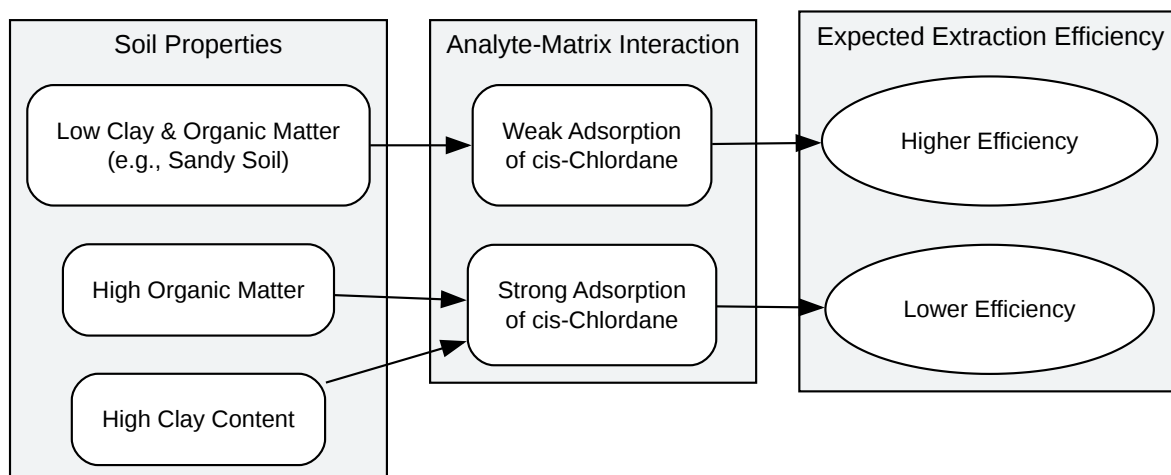 Soil Properties
Low Clay & Organic Matter
(e.g., Sandy Soil)
High Organic Matter
High Clay Content
Analyte-Matrix Interaction
Weak Adsorption
of cis-Chlordane
Strong Adsorption
of cis-Chlordane
Expected Extraction Efficiency
Higher Efficiency
Lower Efficiency